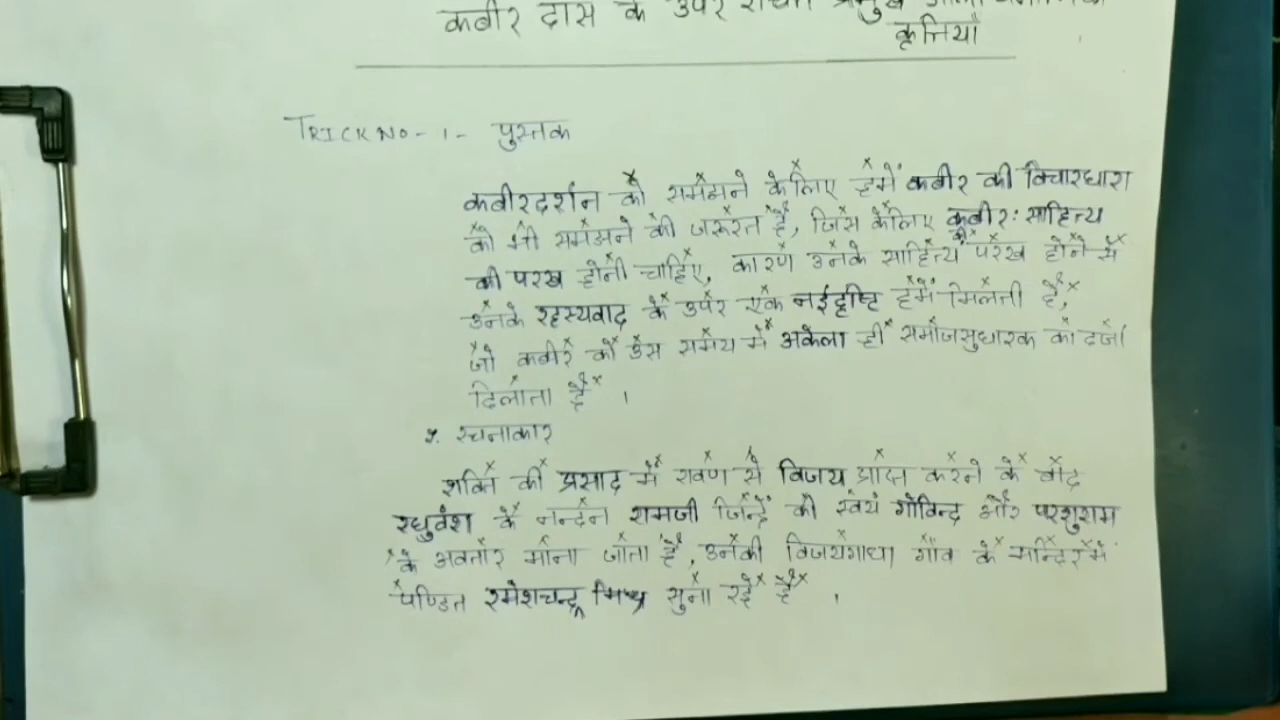 कबीर दास के उपर रचित प्रमुख
कृतियाँ
TRICK NO - 1 - पुस्तक
कबीरदर्शन को समझने केलिए हमें कबीर की विचारधारा
को भी समझने की जरूरत है, जिस केलिए कबीर: साहित्य
की परख होनी चाहिए, कारण उनके साहित्य की परख होने से
उनके रहस्यवाद के उपर एक नईदृष्टि हमें मिलती है,
जो कबीर को उस समय में अकेला ही समाजसुधारक का दर्जा
दिलाता है ।
2. रचनाकार
शक्ति की प्रसाद में रावण से विजय प्राप्त करने के बाद
रघुवंश के नन्दन रामजी जिन्हें की स्वयं गोविन्द और परशुराम
के अवतार माना जाता है, उनकी विजयगाथा गाँव के मन्दिर में
पण्डित रमेशचन्द्र मिश्र सुना रहे है ।